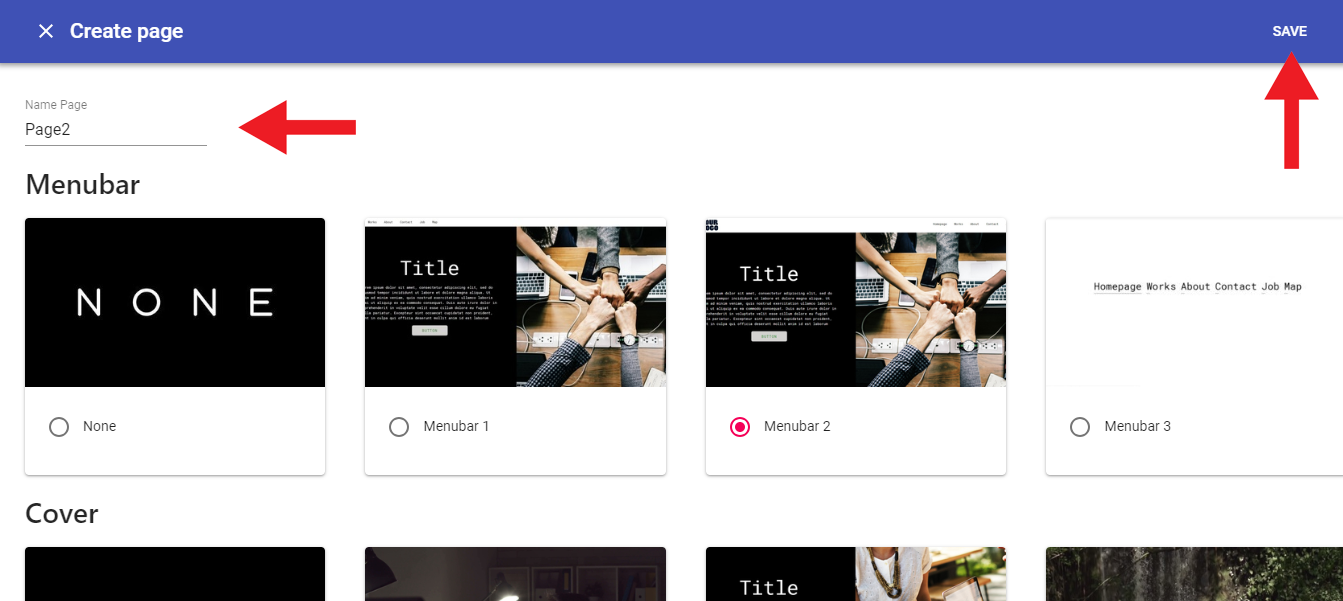 Create page
SAVE
Name Page
Page2
Menubar
NONE
Works About Contact Job Map
Title
BUTTON
None
Menubar 1
Homepage Works About Contact
Title
BUTTON
Menubar 2
Homepage Works About Contact Job Map
Menubar 3
Cover
Title